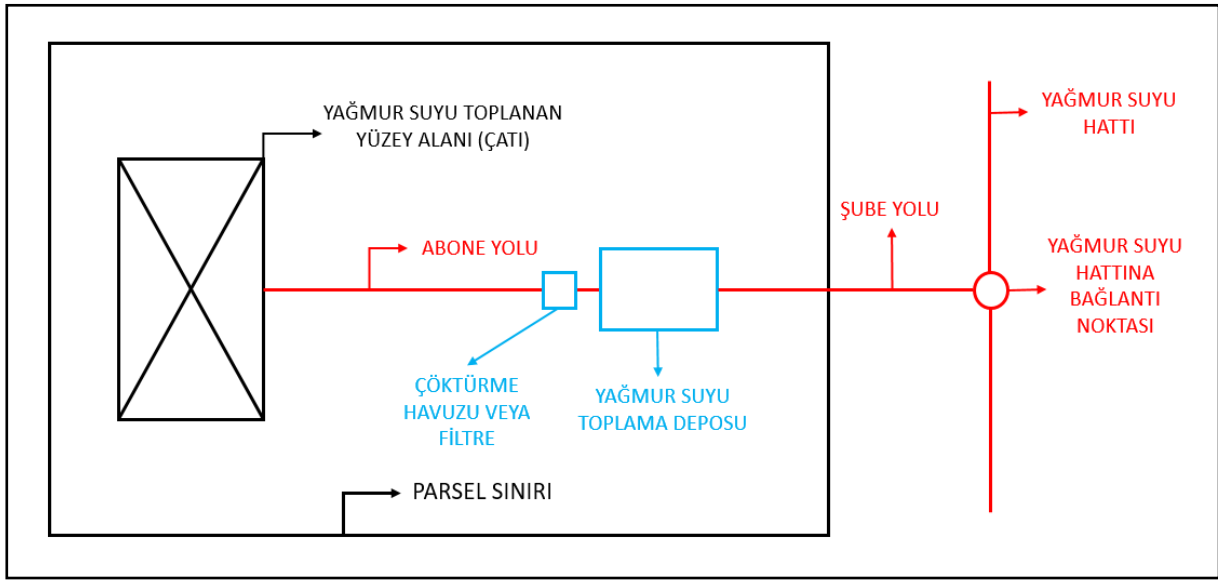 YAĞMUR SUYU TOPLANAN
YÜZEY ALANI (ÇATI)
YAĞMUR SUYU
HATTI
ŞUBE YOLU
ABONE YOLU
YAĞMUR SUYU
HATTINA
BAĞLANTI
NOKTASI
ÇÖKTÜRME
HAVUZU VEYA
FİLTRE
YAĞMUR SUYU
TOPLAMA DEPOSU
PARSEL SINIRI